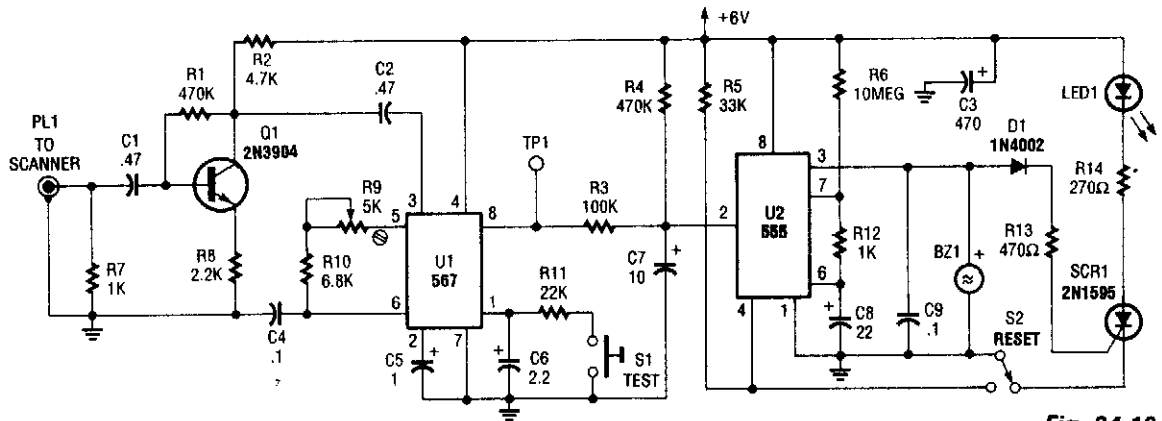 +6V
R2
4.7K
R1
470K
C2
.47
R4
470K
R5
33K
R6
10MEG
C3
470
+
LED1
PL1
TO
SCANNER
C1
.47
Q1
2N3904
TP1
D1
1N4002
R9
5K
R3
100K
8
3
7
R14
270Ω
3
4
5
8
2
U2
555
R7
1K
R8
2.2K
R10
6.8K
U1
567
R11
22K
C7
10
+
R12
1K
BZ1
+
R13
470Ω
SCR1
2N1595
6
1
6
C4
.1
2
7
C5
1
+
C6
2.2
+
S1
TEST
4
1
C8
22
+
C9
.1
S2
RESET